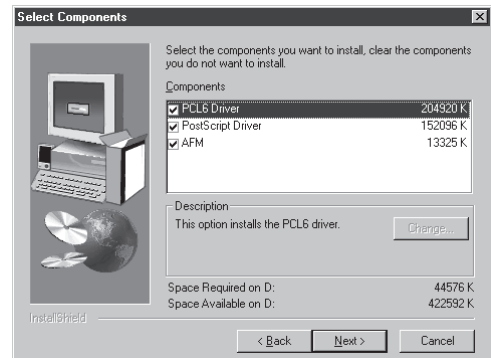 Select Components
Select the components you want to install, clear the components
you do not want to install.
Components
PCL6 Driver 204920 K
PostScript Driver 152096 K
AFM 13325 K
Description
This option installs the PCL6 driver.
Change...
Space Required on D: 44576 K
Space Available on D: 422592 K
InstallShield
< Back
Next >
Cancel